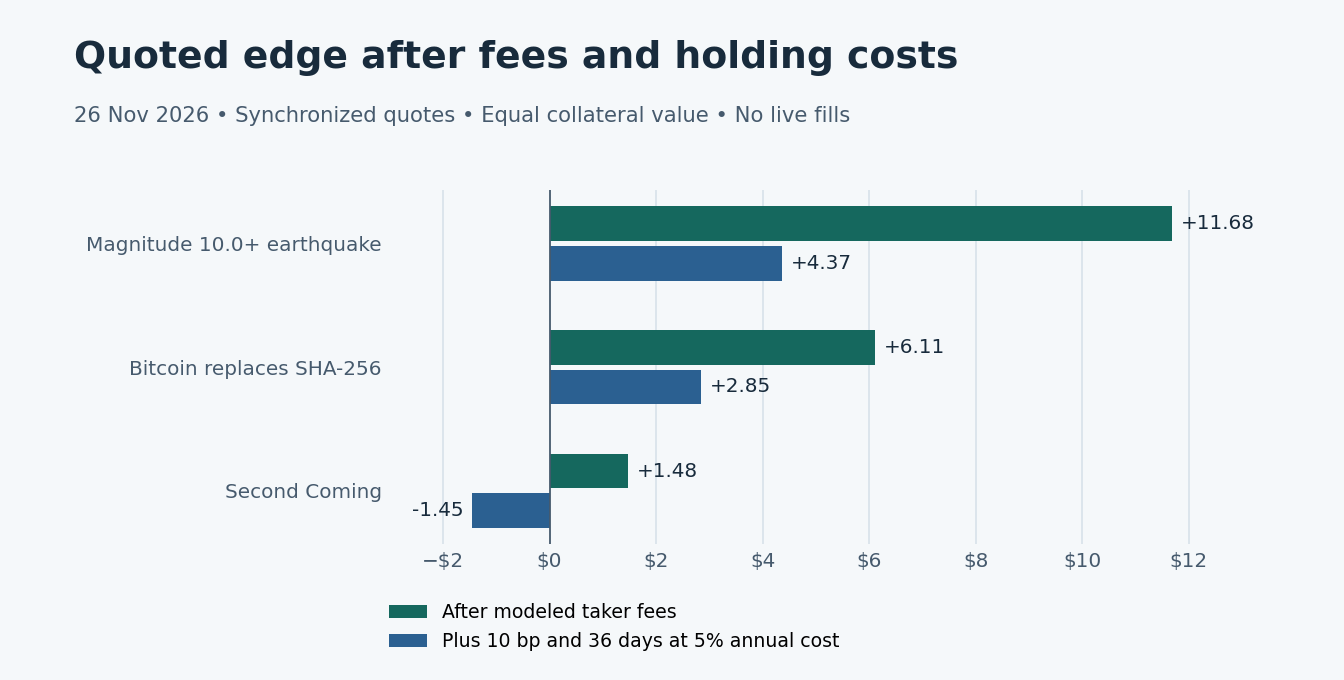 Quoted edge after fees and holding costs
26 Nov 2026 • Synchronized quotes • Equal collateral value • No live fills
Magnitude 10.0+ earthquake
+11.68
+4.37
Bitcoin replaces SHA-256
+6.11
+2.85
Second Coming
+1.48
-1.45
−$2 $0 $2 $4 $6 $8 $10 $12
After modeled taker fees
Plus 10 bp and 36 days at 5% annual cost